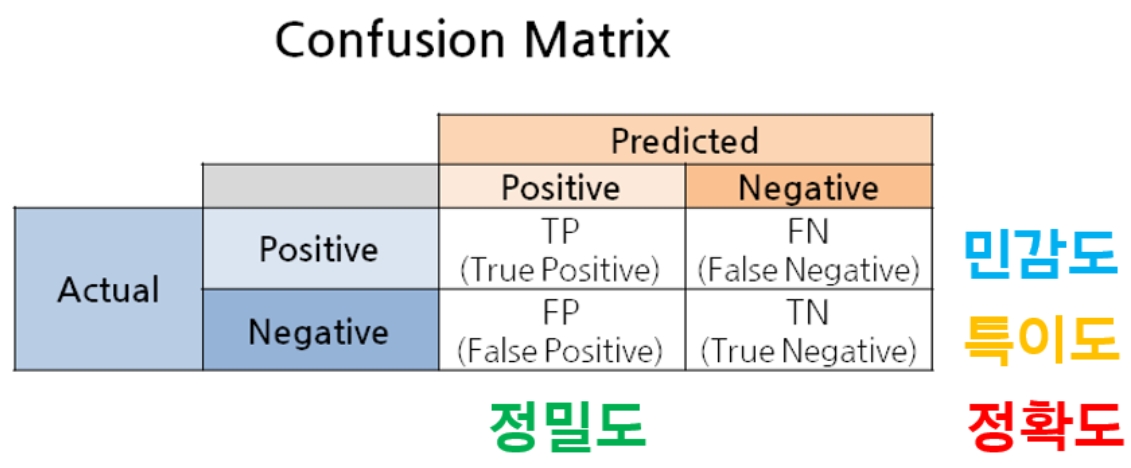 Confusion Matrix
Predicted
Positive Negative
Actual
Positive
TP
(True Positive)
FN
(False Negative)
민감도
Negative
FP
(False Positive)
TN
(True Negative)
특이도
정밀도
정확도